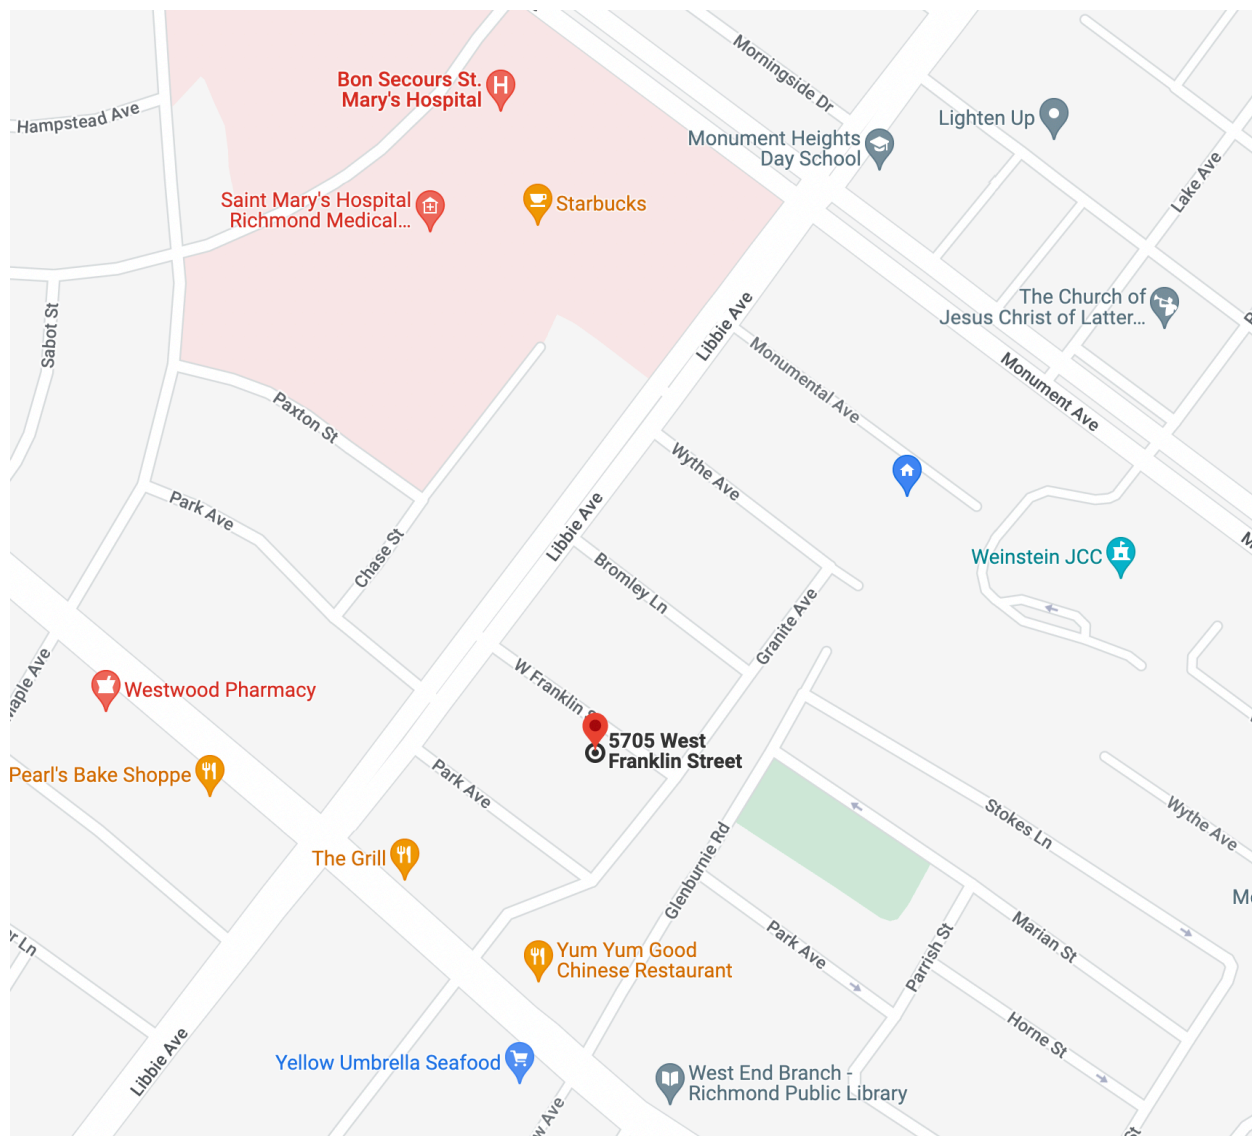 Morningside Dr
Bon Secours St.
Mary's Hospital
Hampstead Ave
Lighten Up
Monument Heights
Day School
Lake Ave
Saint Mary's Hospital
Richmond Medical...
Starbucks
The Church of
Jesus Christ of Latter...
Sabot St
Libbie Ave
Monumental Ave
Monument Ave
Paxton St
Wythe Ave
Park Ave
Libbie Ave
Chase St
Weinstein JCC
Bromley Ln
Granite Ave
Maple Ave
Westwood Pharmacy
W Franklin S
5705 West
Franklin Street
Pearl's Bake Shoppe
Park Ave
Stokes Ln
Wythe Ave
The Grill
Glenburnie Rd
Park Ave
Marian St
Parrish St
Yum Yum Good
Chinese Restaurant
Horne St
Libbie Ave
Yellow Umbrella Seafood
West End Branch -
Richmond Public Library